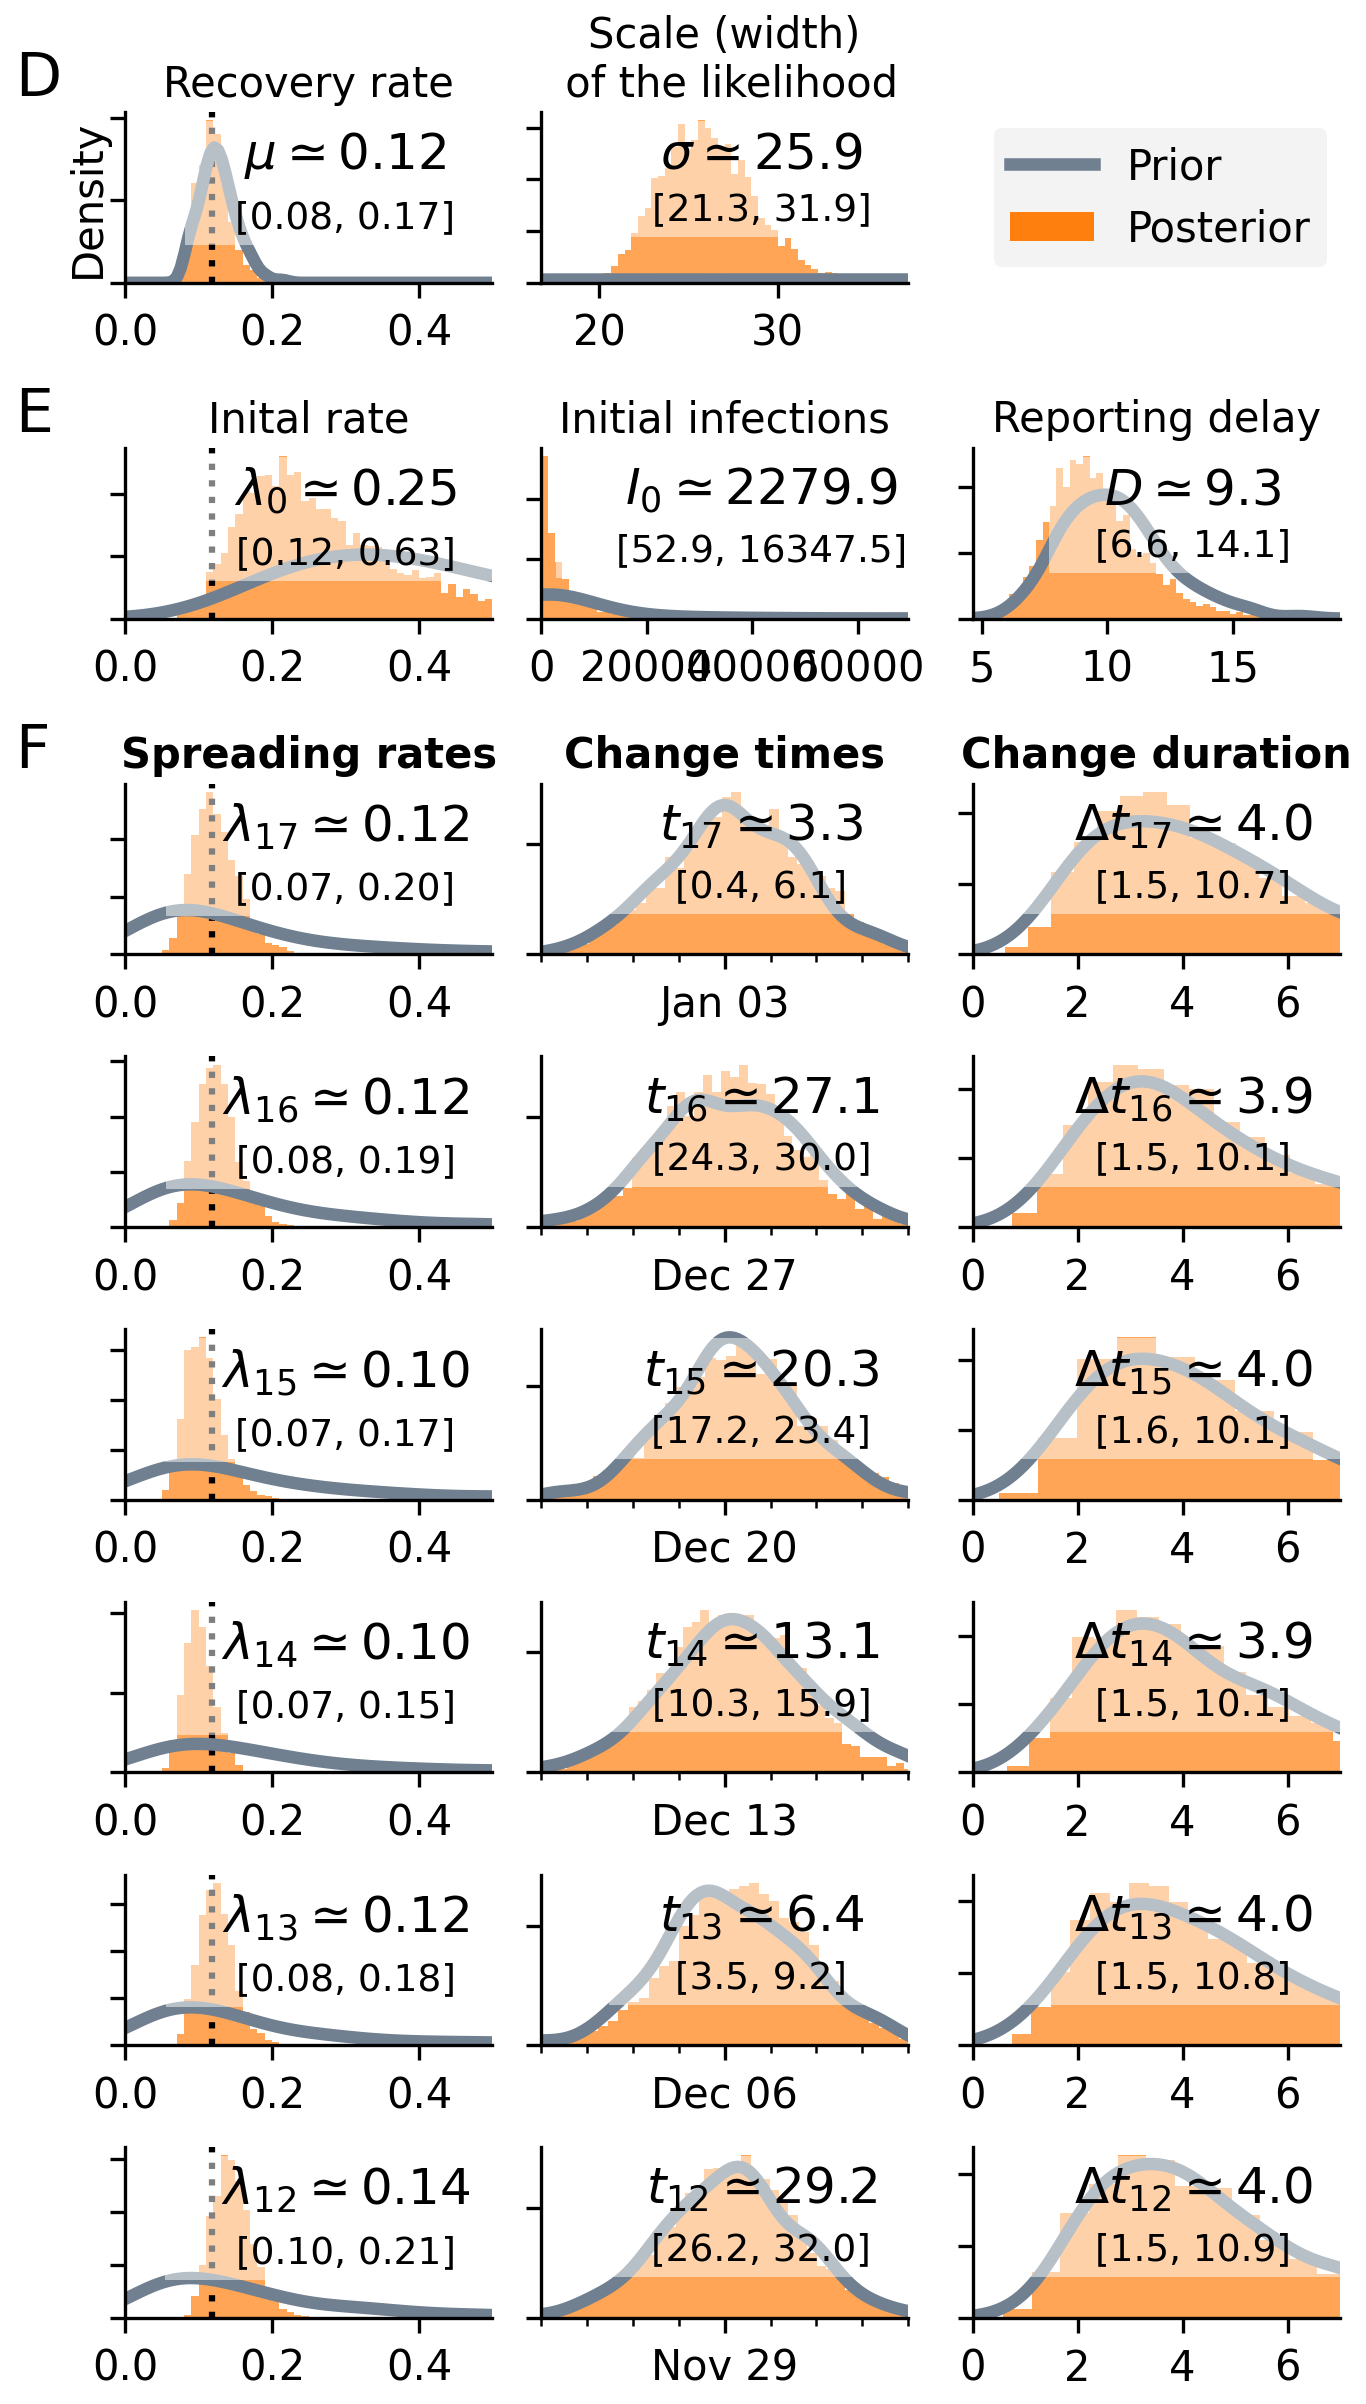 D
Recovery rate
Scale (width)
of the likelihood
Density
μ ≃ 0.12
[0.08, 0.17]
0.0 0.2 0.4
σ ≃ 25.9
[21.3, 31.9]
20 30
Prior
Posterior
E
Inital rate
Initial infections
Reporting delay
λ0 ≃ 0.25
[0.12, 0.63]
0.0 0.2 0.4
I0 ≃ 2279.9
[52.9, 16347.5]
0 20000 40000 60000
D ≃ 9.3
[6.6, 14.1]
5 10 15
F
Spreading rates
Change times
Change duration
λ17 ≃ 0.12
[0.07, 0.20]
0.0 0.2 0.4
t17 ≃ 3.3
[0.4, 6.1]
Jan 03
Δt17 ≃ 4.0
[1.5, 10.7]
0 2 4 6
λ16 ≃ 0.12
[0.08, 0.19]
0.0 0.2 0.4
t16 ≃ 27.1
[24.3, 30.0]
Dec 27
Δt16 ≃ 3.9
[1.5, 10.1]
0 2 4 6
λ15 ≃ 0.10
[0.07, 0.17]
0.0 0.2 0.4
t15 ≃ 20.3
[17.2, 23.4]
Dec 20
Δt15 ≃ 4.0
[1.6, 10.1]
0 2 4 6
λ14 ≃ 0.10
[0.07, 0.15]
0.0 0.2 0.4
t14 ≃ 13.1
[10.3, 15.9]
Dec 13
Δt14 ≃ 3.9
[1.5, 10.1]
0 2 4 6
λ13 ≃ 0.12
[0.08, 0.18]
0.0 0.2 0.4
t13 ≃ 6.4
[3.5, 9.2]
Dec 06
Δt13 ≃ 4.0
[1.5, 10.8]
0 2 4 6
λ12 ≃ 0.14
[0.10, 0.21]
0.0 0.2 0.4
t12 ≃ 29.2
[26.2, 32.0]
Nov 29
Δt12 ≃ 4.0
[1.5, 10.9]
0 2 4 6